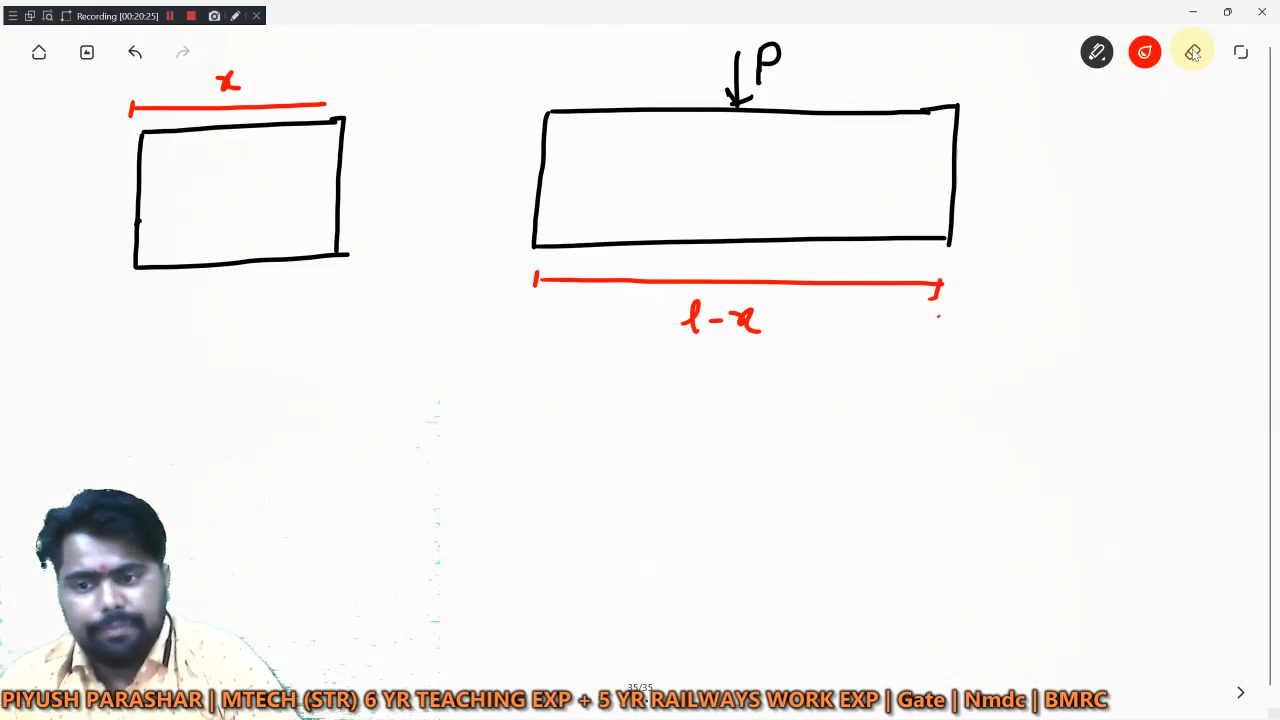 Recording [00:20:25]
P
x
l-x
35/35
PIYUSH PARASHAR | MTECH (STR) 6 YR TEACHING EXP + 5 YR RAILWAYS WORK EXP | Gate | Nmdc | BMRC